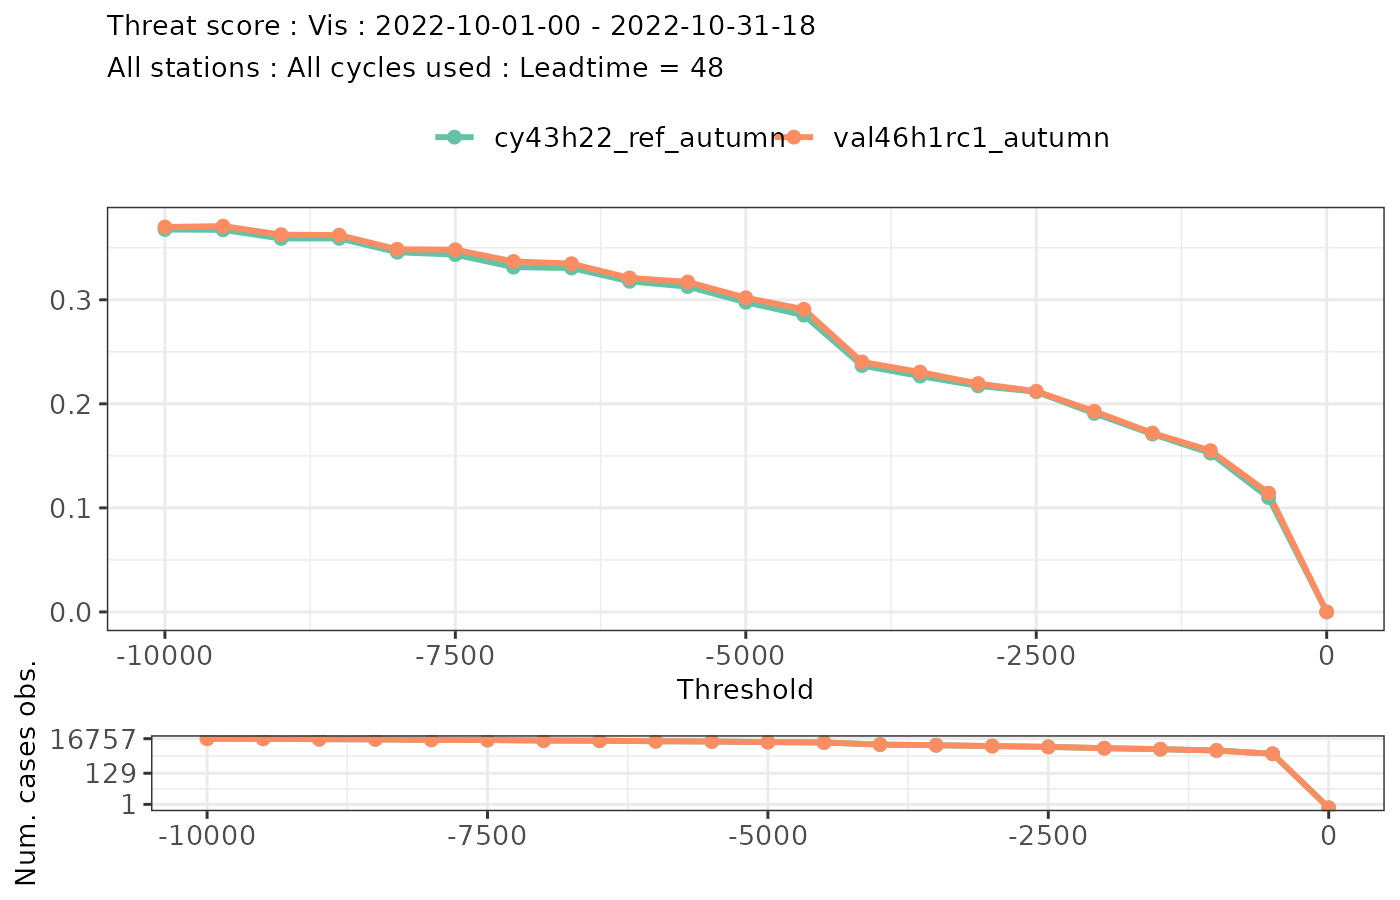 Threat score : Vis : 2022-10-01-00 - 2022-10-31-18
All stations : All cycles used : Leadtime = 48
cy43h22_ref_autumn val46h1rc1_autumn
0.3
0.2
0.1
0.0
-10000 -7500 -5000 -2500 0
Threshold
Num. cases obs.
16757
129
1
-10000 -7500 -5000 -2500 0